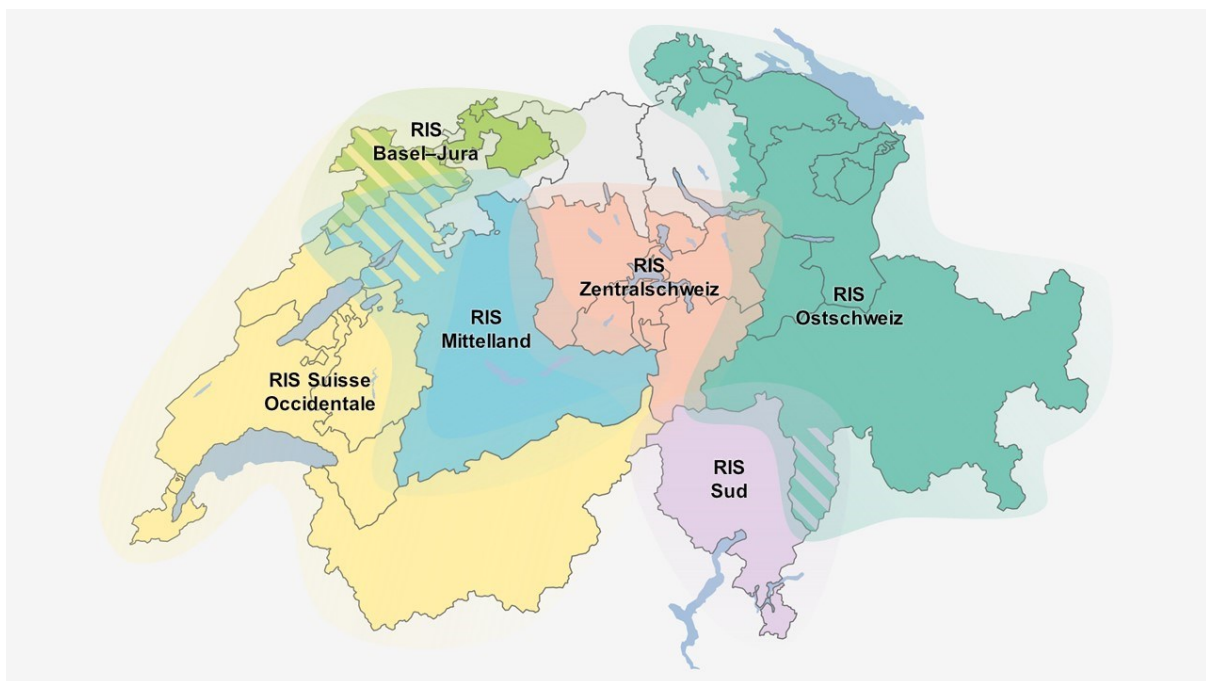 RIS
Basel–Jura
RIS
Zentralschweiz
RIS
Ostschweiz
RIS
Mittelland
RIS Suisse
Occidentale
RIS
Sud